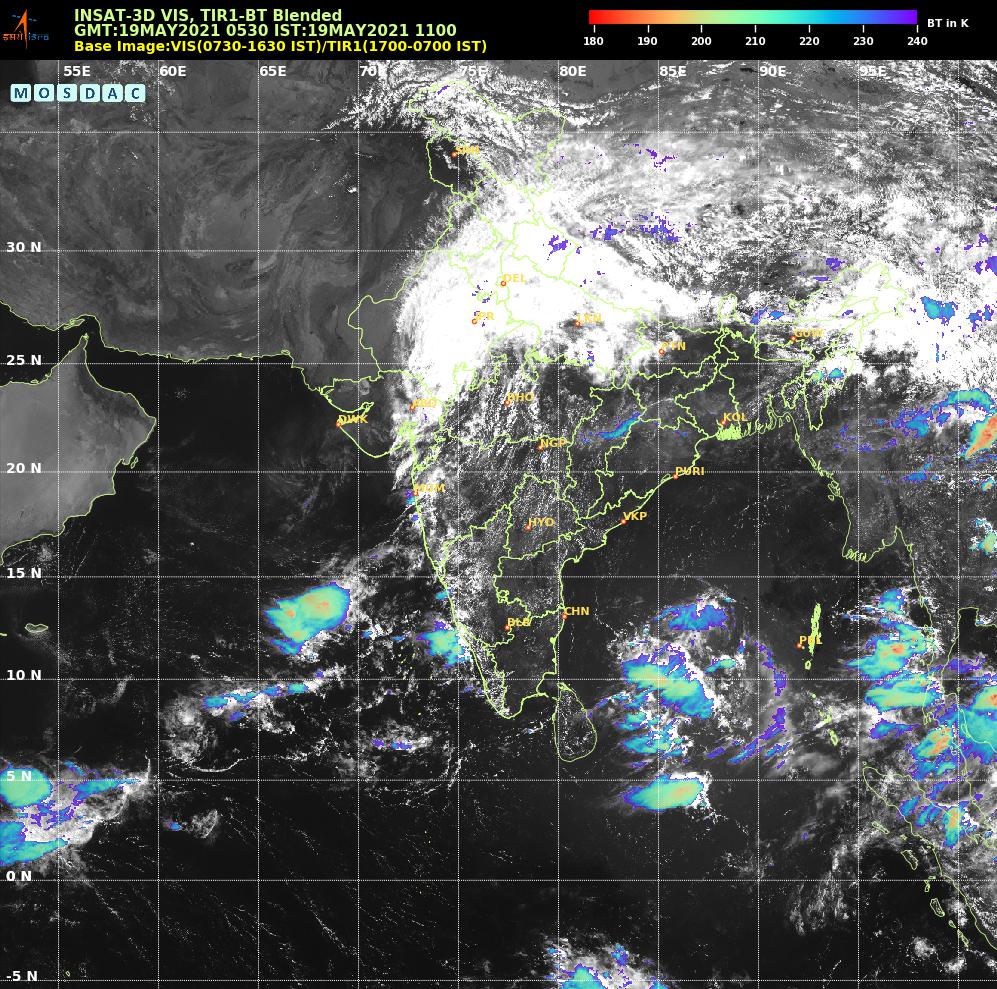 INSAT-3D VIS, TIR1-BT Blended
GMT:19MAY2021 0530 IST:19MAY2021 1100
Base Image:VIS(0730-1630 IST)/TIR1(1700-0700 IST)
BT in K
180 190 200 210 220 230 240
55E 60E 65E 70E 75E 80E 85E 90E 95E
MOSDAC
30 N
DEL
LKN
GUW
PTN
25 N
BHO
DWK
KOL
NGP
20 N
PURI
MUM
HYD
VKP
15 N
CHN
BLR
10 N
5 N
0 N
-5 N